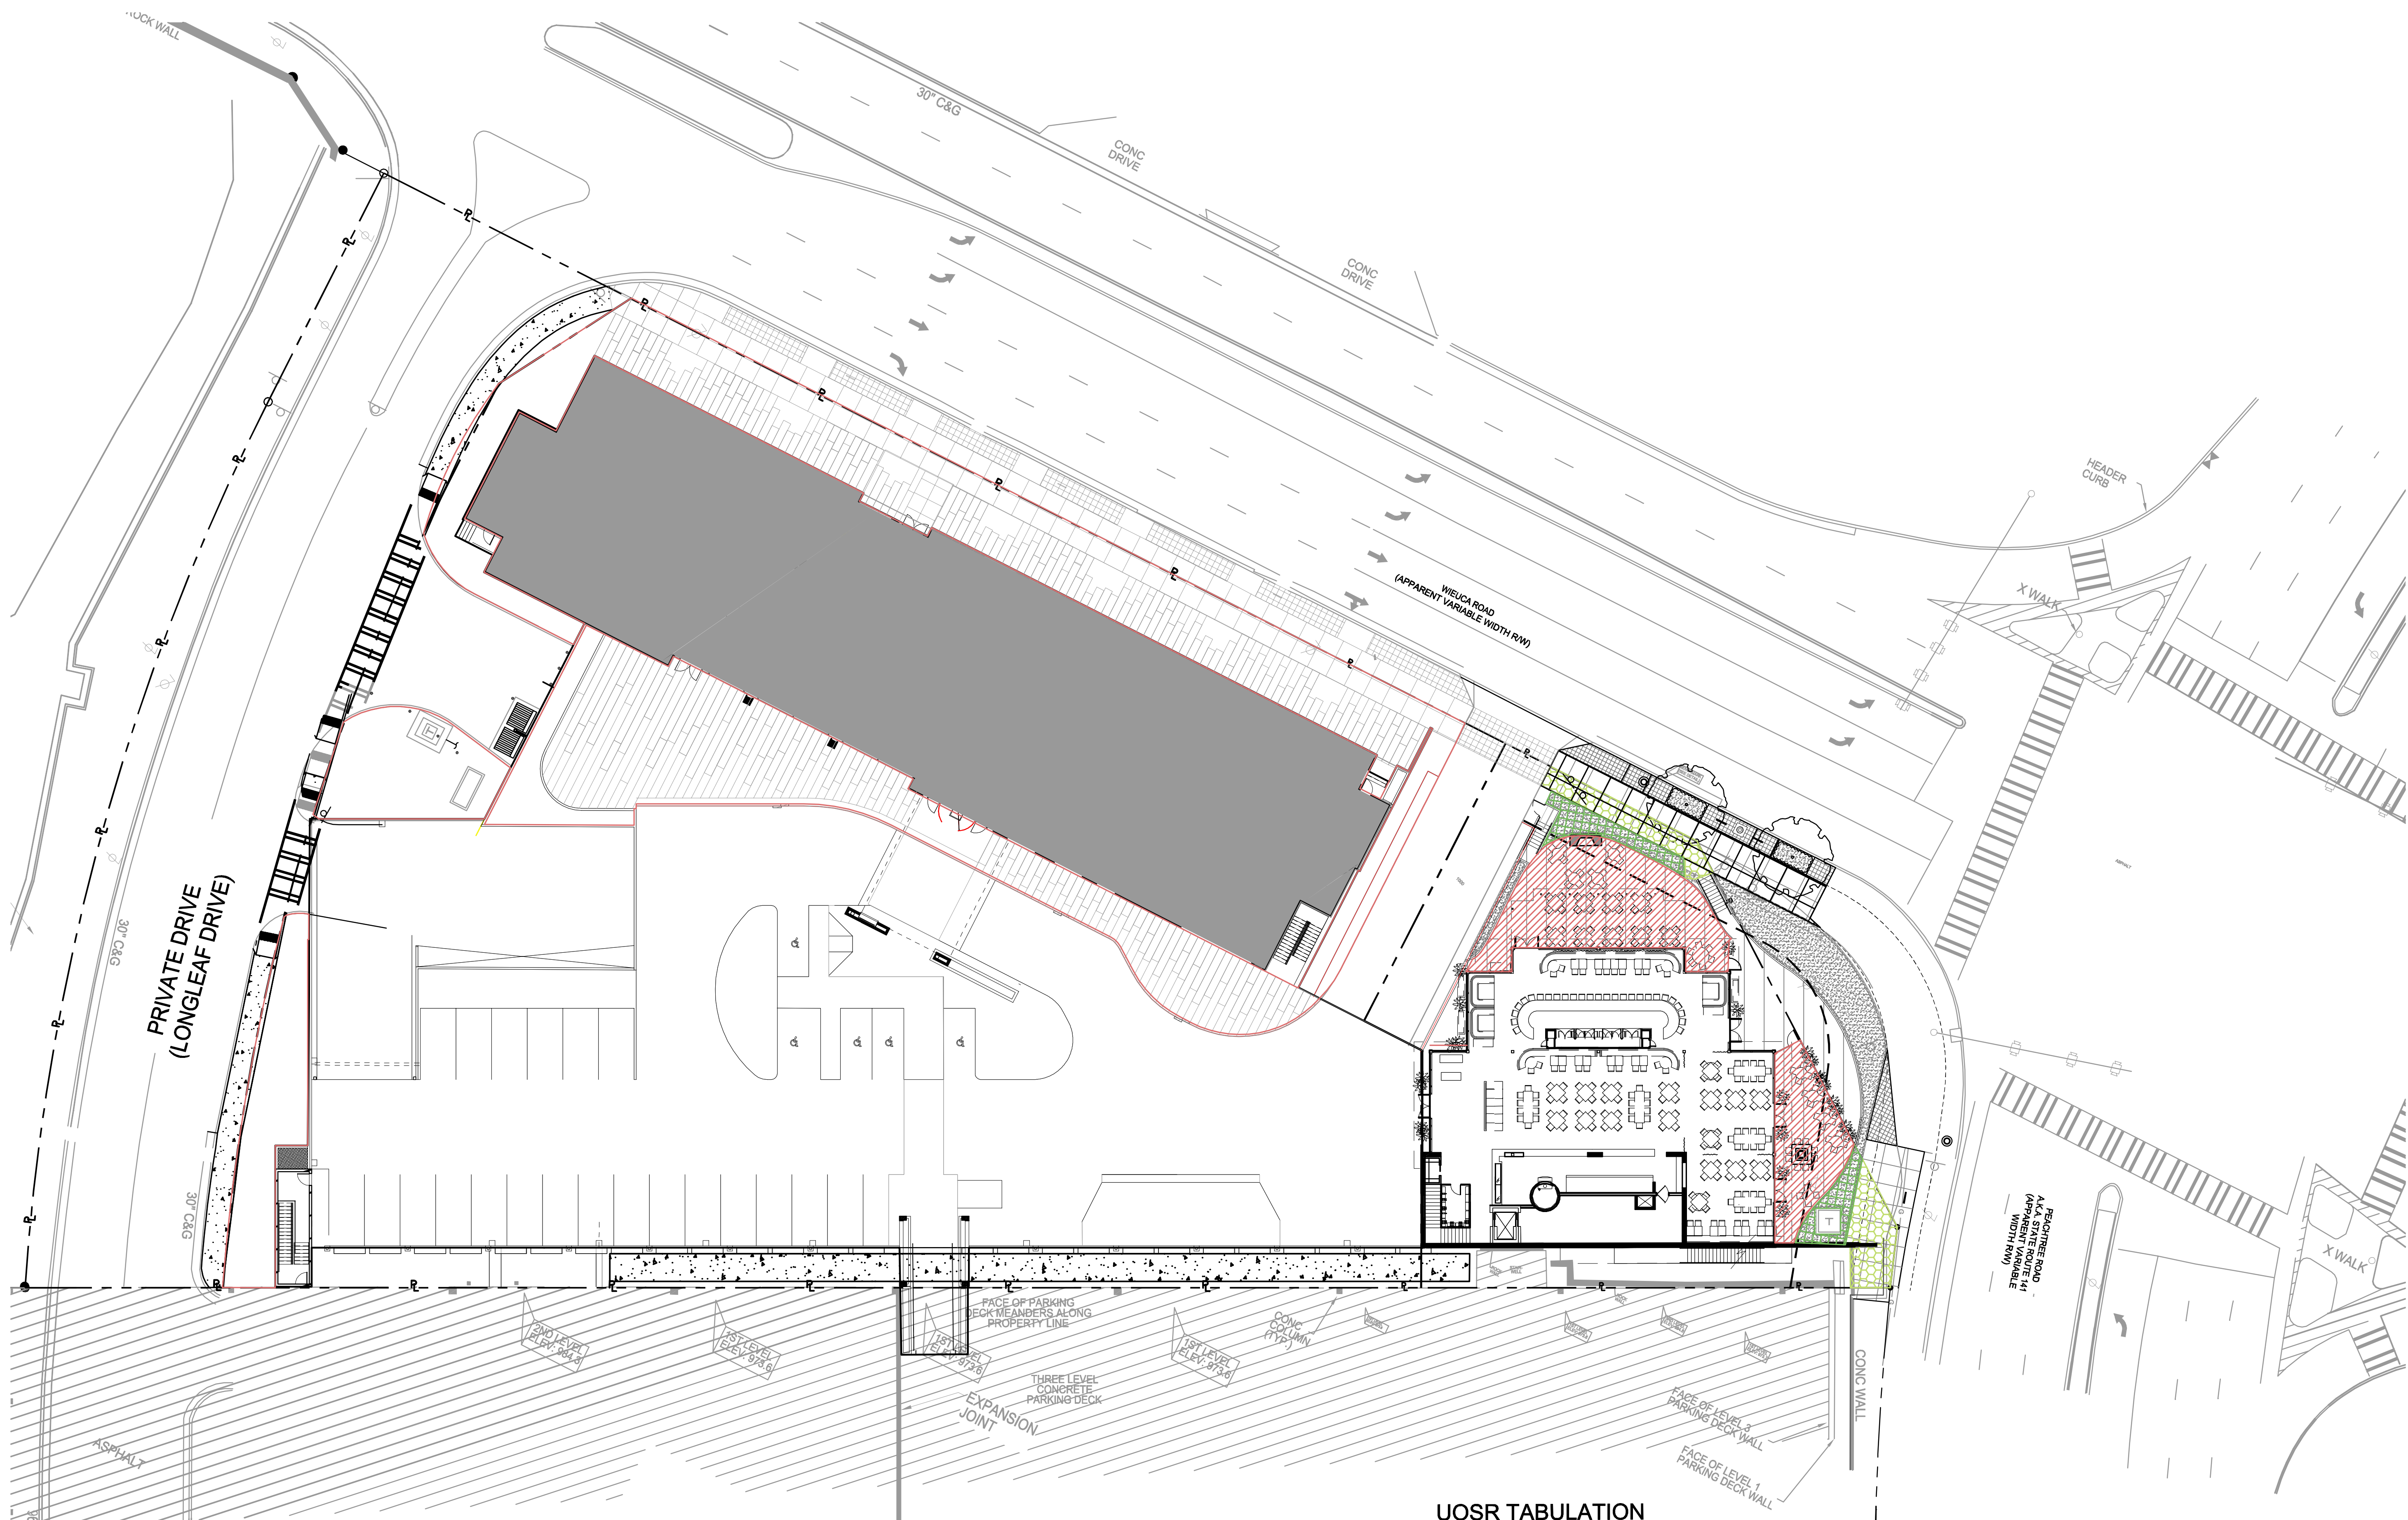 ROCK WALL
30" C&G
CONC
DRIVE
CONC
DRIVE
HEADER
CURB
X WALK
WIEUCA ROAD
(APPARENT VARIABLE WIDTH R/W)
ASPHALT
PRIVATE DRIVE
(LONGLEAF DRIVE)
30" C&G
30" C&G
PEACHTREE ROAD
A.K.A. STATE ROUTE 141
(APPARENT VARIABLE
WIDTH R/W)
X WALK
2ND LEVEL
ELEV: 984.3
1ST LEVEL
ELEV: 973.6
1ST LEVEL
ELEV: 973.6
FACE OF PARKING
DECK MEANDERS ALONG
PROPERTY LINE
1ST LEVEL
ELEV: 973.6
CONC
COLUMN
(TYP.)
THREE LEVEL
CONCRETE
PARKING DECK
EXPANSION
JOINT
CONC WALL
FACE OF LEVEL 3
PARKING DECK WALL
FACE OF LEVEL 1
PARKING DECK WALL
ASPHALT
UOSR TABULATION